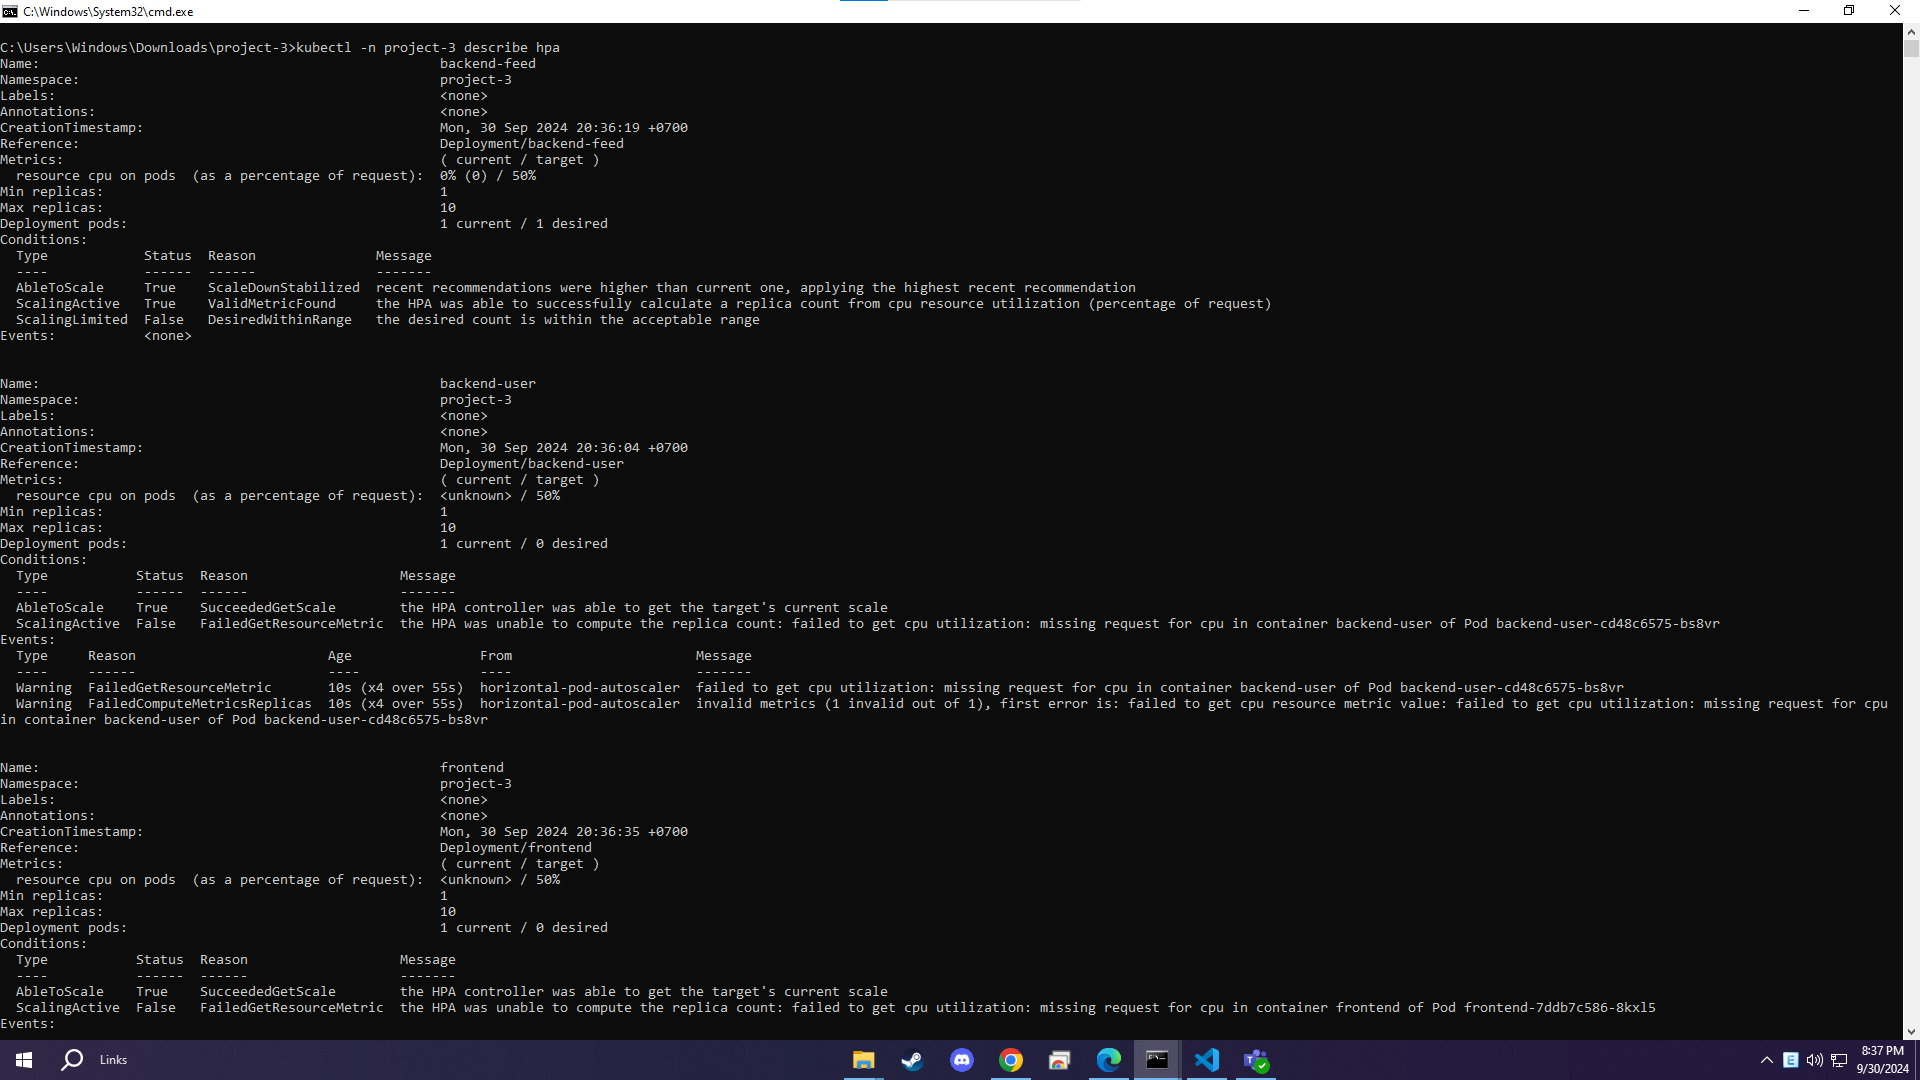 C:\Windows\System32\cmd.exe
C:\Users\Windows\Downloads\project-3>kubectl -n project-3 describe hpa
Name: backend-feed
Namespace: project-3
Labels: <none>
Annotations: <none>
CreationTimestamp: Mon, 30 Sep 2024 20:36:19 +0700
Reference: Deployment/backend-feed
Metrics: ( current / target )
resource cpu on pods (as a percentage of request): 0% (0) / 50%
Min replicas: 1
Max replicas: 10
Deployment pods: 1 current / 1 desired
Conditions:
Type Status Reason Message
---- ------ ------ -------
AbleToScale True ScaleDownStabilized recent recommendations were higher than current one, applying the highest recent recommendation
ScalingActive True ValidMetricFound the HPA was able to successfully calculate a replica count from cpu resource utilization (percentage of request)
ScalingLimited False DesiredWithinRange the desired count is within the acceptable range
Events: <none>
Name: backend-user
Namespace: project-3
Labels: <none>
Annotations: <none>
CreationTimestamp: Mon, 30 Sep 2024 20:36:04 +0700
Reference: Deployment/backend-user
Metrics: ( current / target )
resource cpu on pods (as a percentage of request): <unknown> / 50%
Min replicas: 1
Max replicas: 10
Deployment pods: 1 current / 0 desired
Conditions:
Type Status Reason Message
---- ------ ------ -------
AbleToScale True SucceededGetScale the HPA controller was able to get the target's current scale
ScalingActive False FailedGetResourceMetric the HPA was unable to compute the replica count: failed to get cpu utilization: missing request for cpu in container backend-user of Pod backend-user-cd48c6575-bs8vr
Events:
Type Reason Age From Message
---- ------ ---- ---- -------
Warning FailedGetResourceMetric 10s (x4 over 55s) horizontal-pod-autoscaler failed to get cpu utilization: missing request for cpu in container backend-user of Pod backend-user-cd48c6575-bs8vr
Warning FailedComputeMetricsReplicas 10s (x4 over 55s) horizontal-pod-autoscaler invalid metrics (1 invalid out of 1), first error is: failed to get cpu resource metric value: failed to get cpu utilization: missing request for cpu
in container backend-user of Pod backend-user-cd48c6575-bs8vr
Name: frontend
Namespace: project-3
Labels: <none>
Annotations: <none>
CreationTimestamp: Mon, 30 Sep 2024 20:36:35 +0700
Reference: Deployment/frontend
Metrics: ( current / target )
resource cpu on pods (as a percentage of request): <unknown> / 50%
Min replicas: 1
Max replicas: 10
Deployment pods: 1 current / 0 desired
Conditions:
Type Status Reason Message
---- ------ ------ -------
AbleToScale True SucceededGetScale the HPA controller was able to get the target's current scale
ScalingActive False FailedGetResourceMetric the HPA was unable to compute the replica count: failed to get cpu utilization: missing request for cpu in container frontend of Pod frontend-7ddb7c586-8kxl5
Events:
Links
8:37 PM
9/30/2024